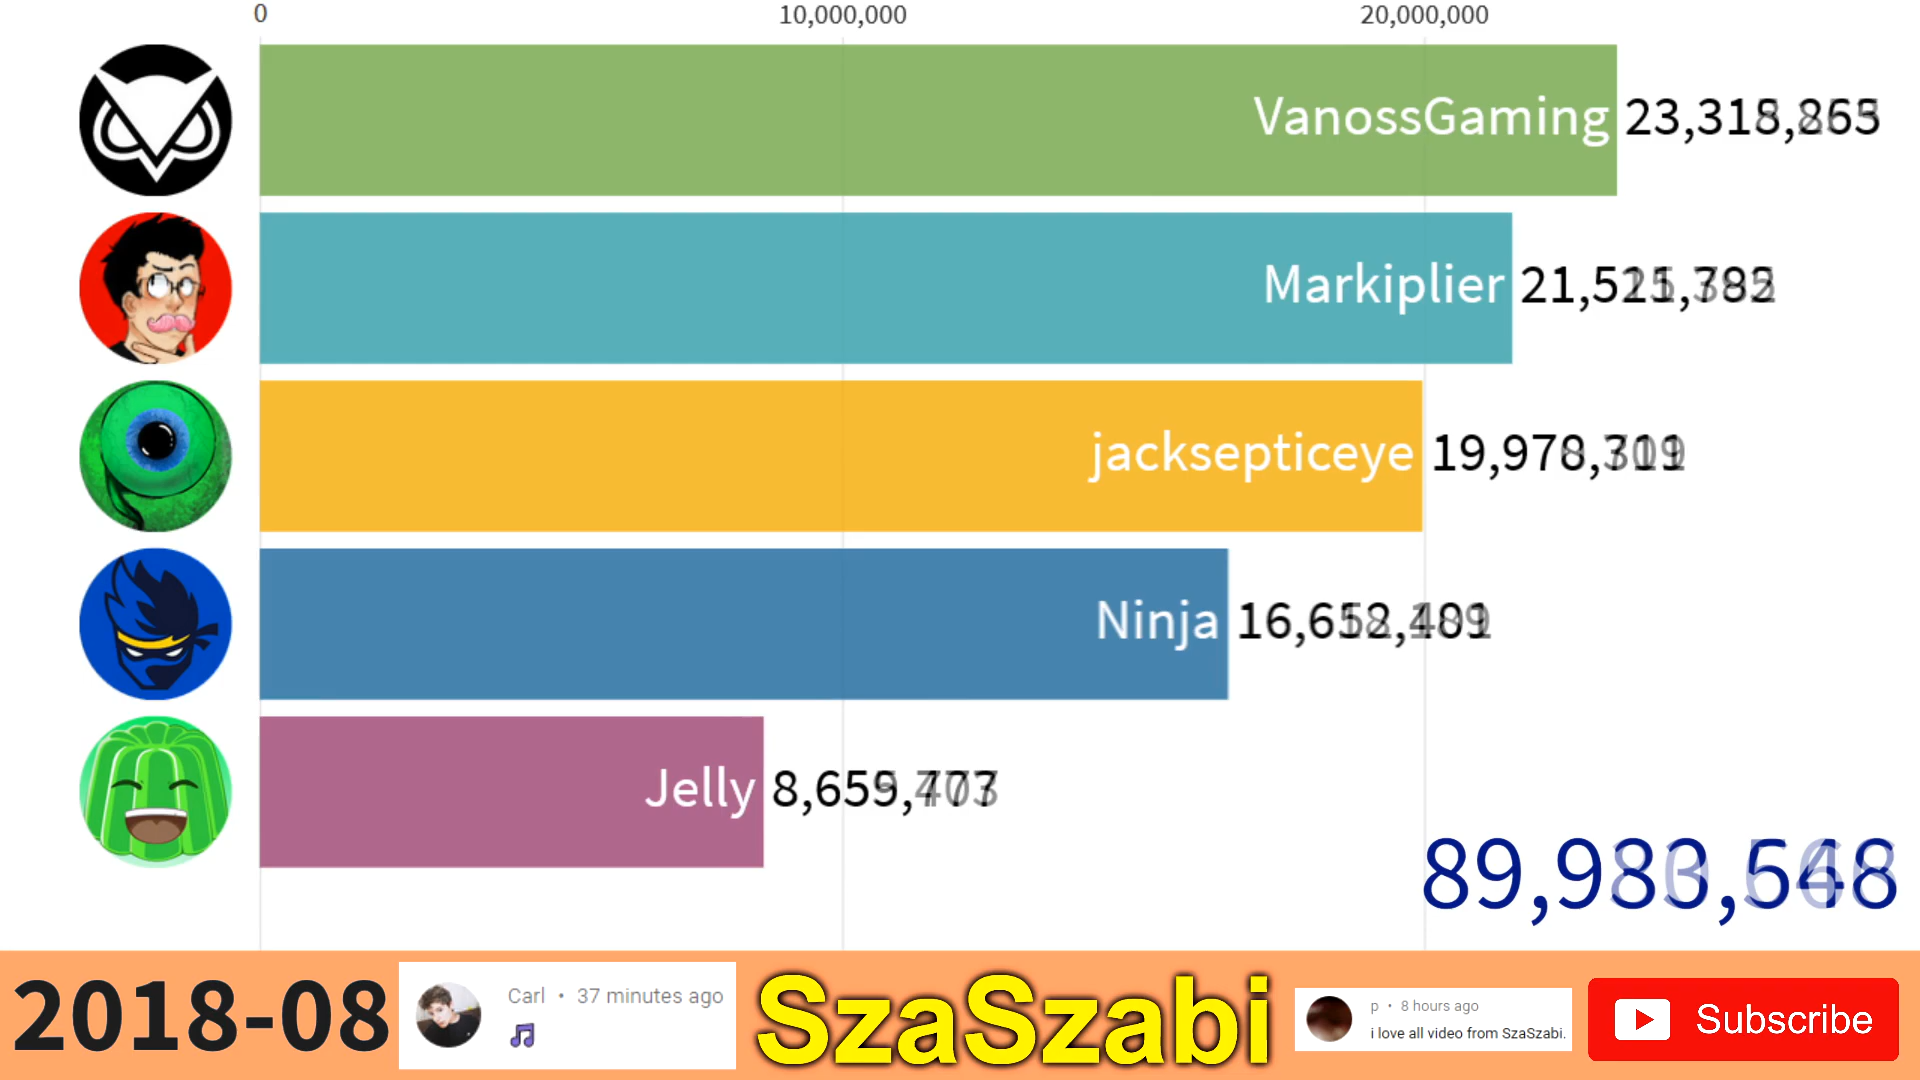 0
10,000,000
20,000,000
VanossGaming
Markiplier
jacksepticeye
Ninja
Jelly
2018-08
Carl • 37 minutes ago
SzaSzabi
p • 8 hours ago
i love all video from SzaSzabi.
Subscribe